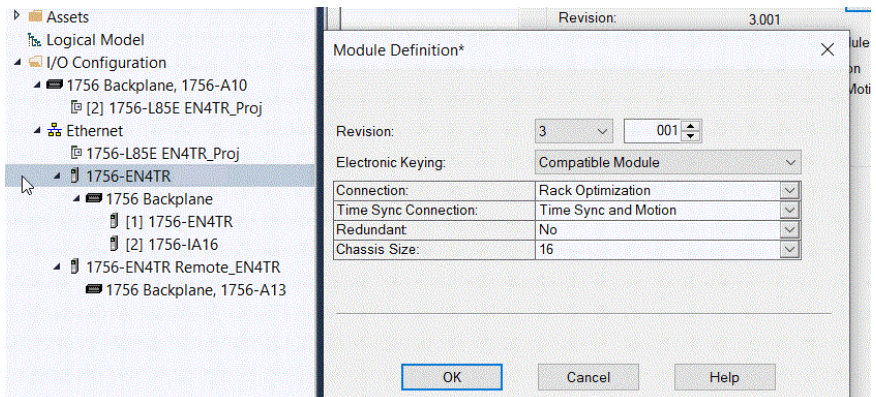 Assets
Logical Model
I/O Configuration
1756 Backplane, 1756-A10
[2] 1756-L85E EN4TR_Proj
Ethernet
1756-L85E EN4TR_Proj
1756-EN4TR
1756 Backplane
[1] 1756-EN4TR
[2] 1756-IA16
1756-EN4TR Remote_EN4TR
1756 Backplane, 1756-A13
Revision: 3.001
Module Definition*
Revision: 3 001
Electronic Keying: Compatible Module
Connection: Rack Optimization
Time Sync Connection: Time Sync and Motion
Redundant: No
Chassis Size: 16
OK Cancel Help